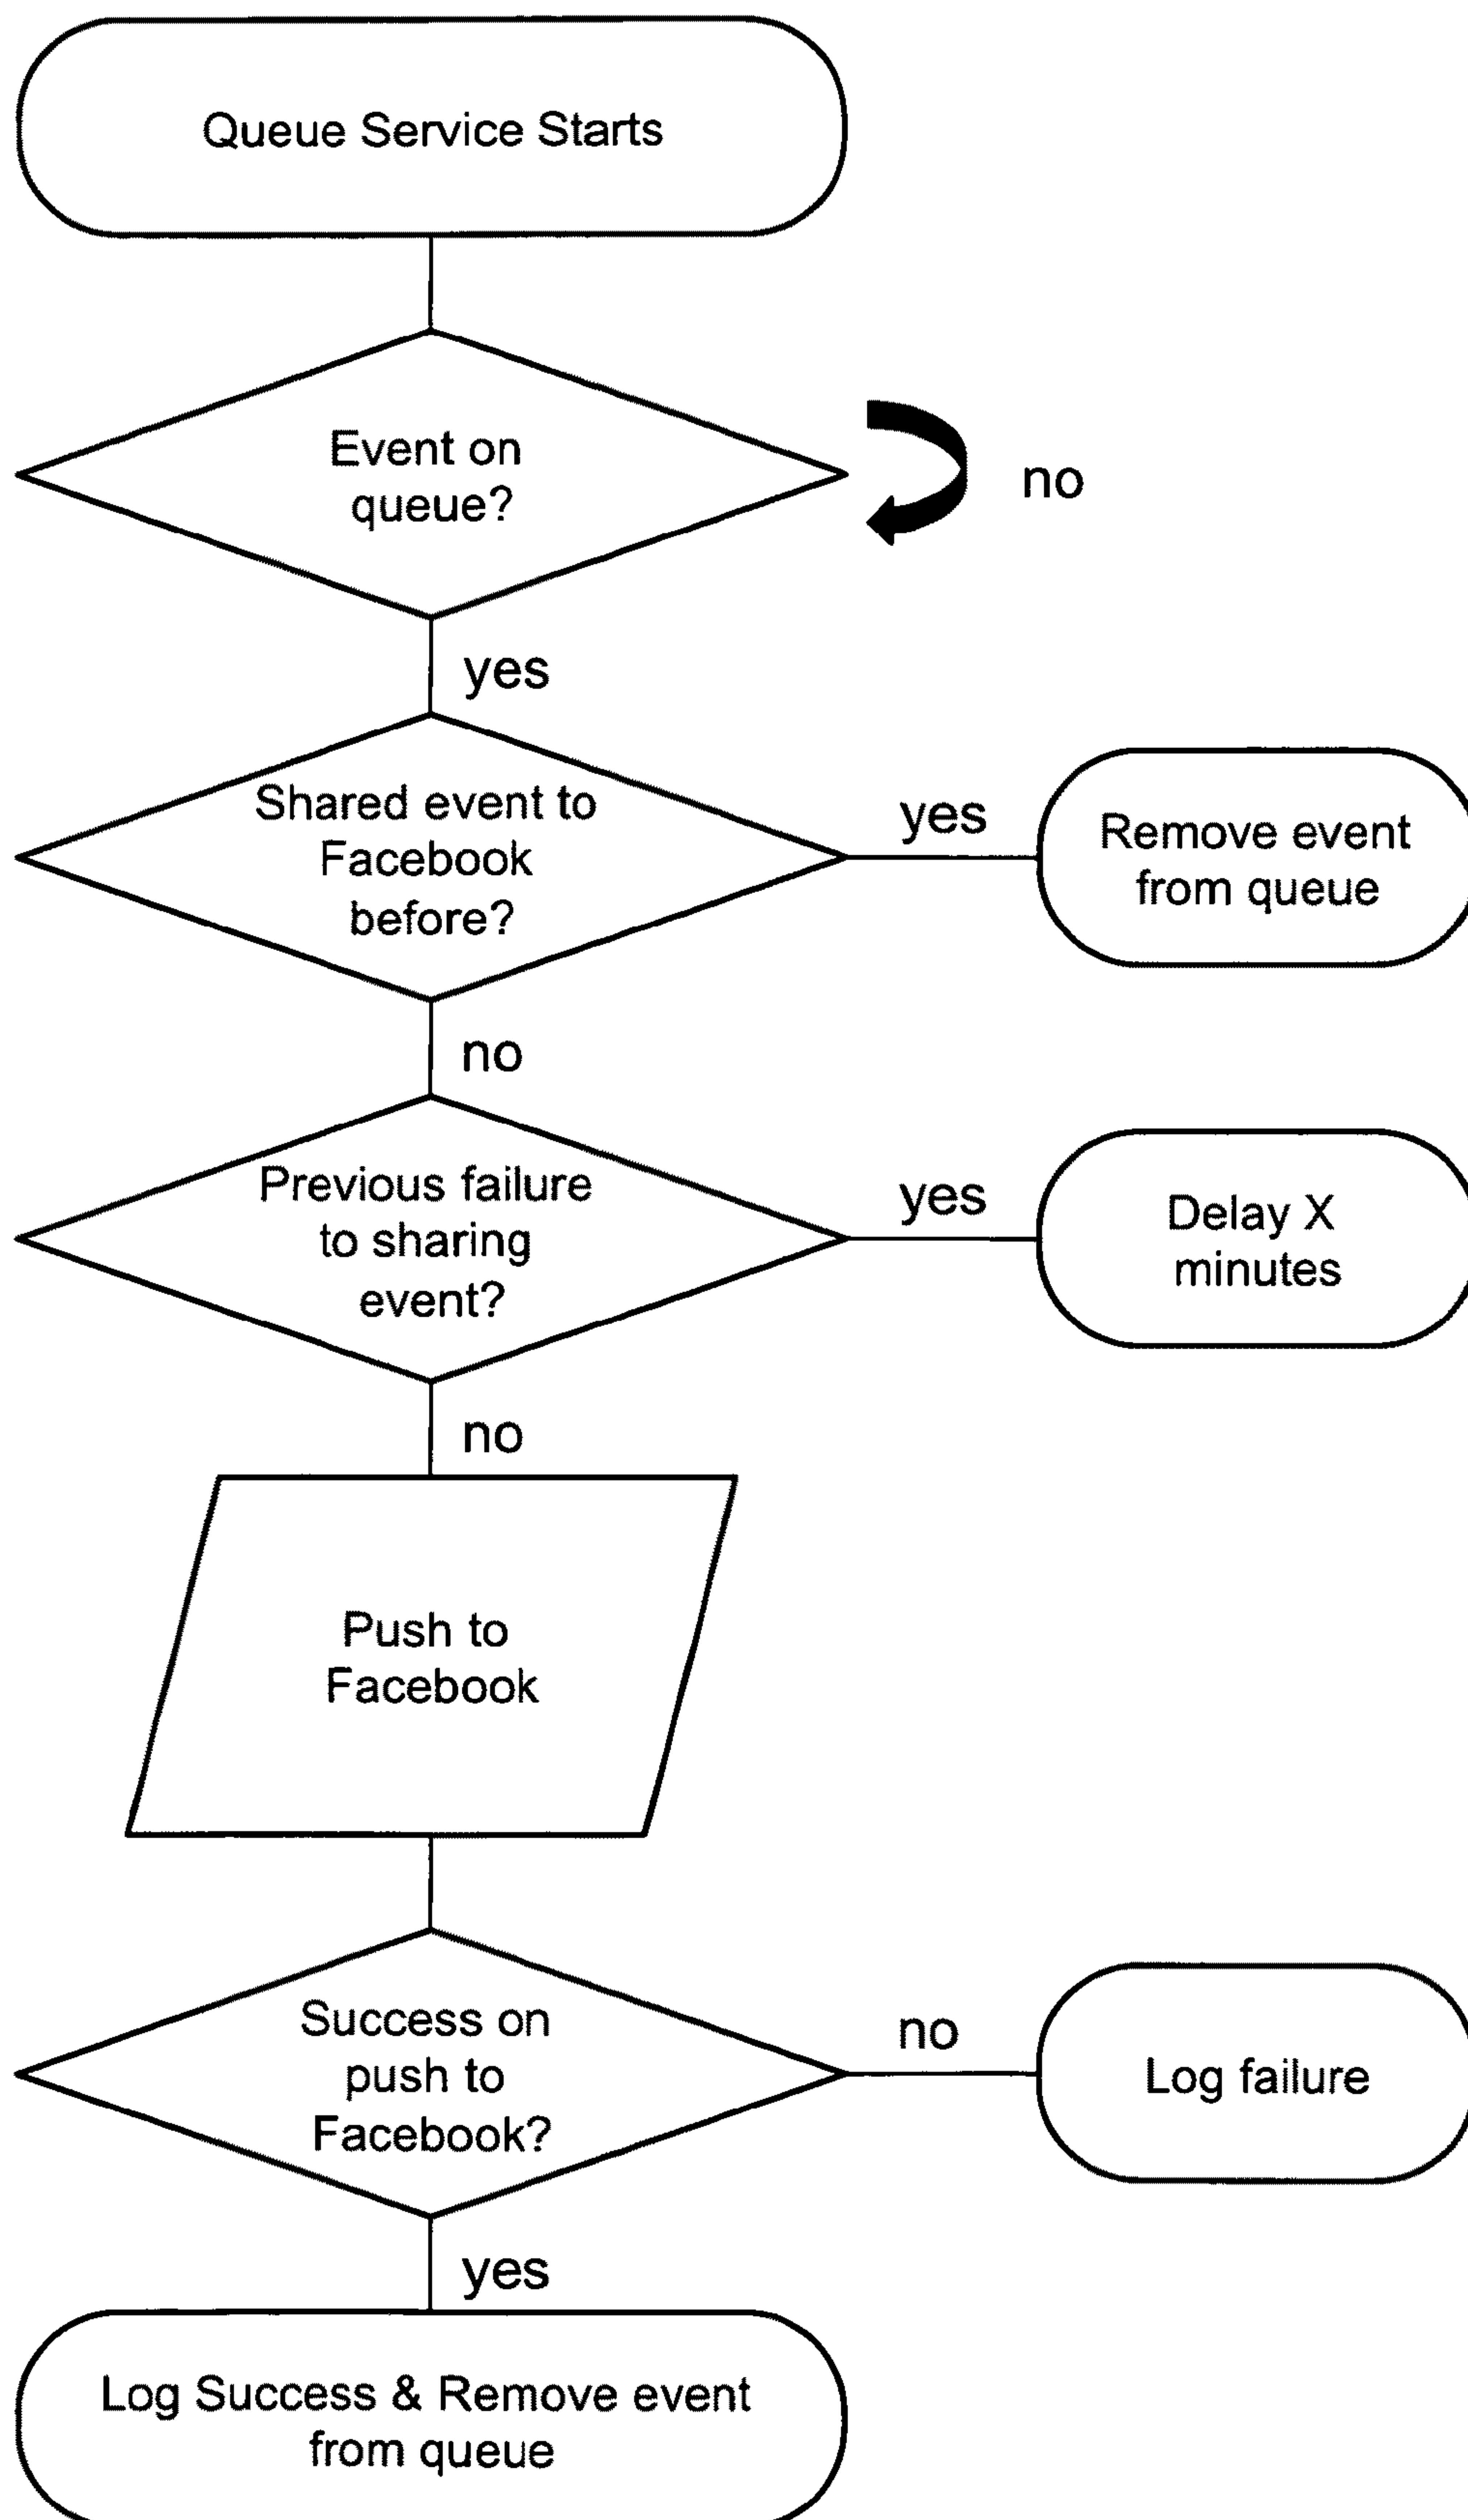 Queue Service Starts
Event on
queue?
no
yes
Shared event to
Facebook
before?
yes
Remove event
from queue
no
Previous failure
to sharing
event?
yes
Delay X
minutes
no
Push to
Facebook
Success on
push to
Facebook?
no
Log failure
yes
Log Success & Remove event
from queue